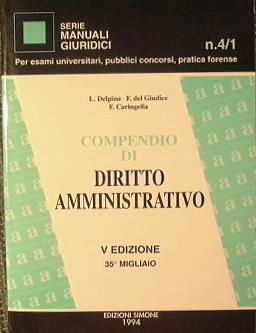 SERIE
MANUALI
GIURIDICI
n.4/1
Per esami universitari, pubblici concorsi, pratica forense
L. Delpino F. del Giudice
F. Caringella
COMPENDIO
DI
DIRITTO
AMMINISTRATIVO
V EDIZIONE
35° MIGLIAIO
EDIZIONI SIMONE
1994